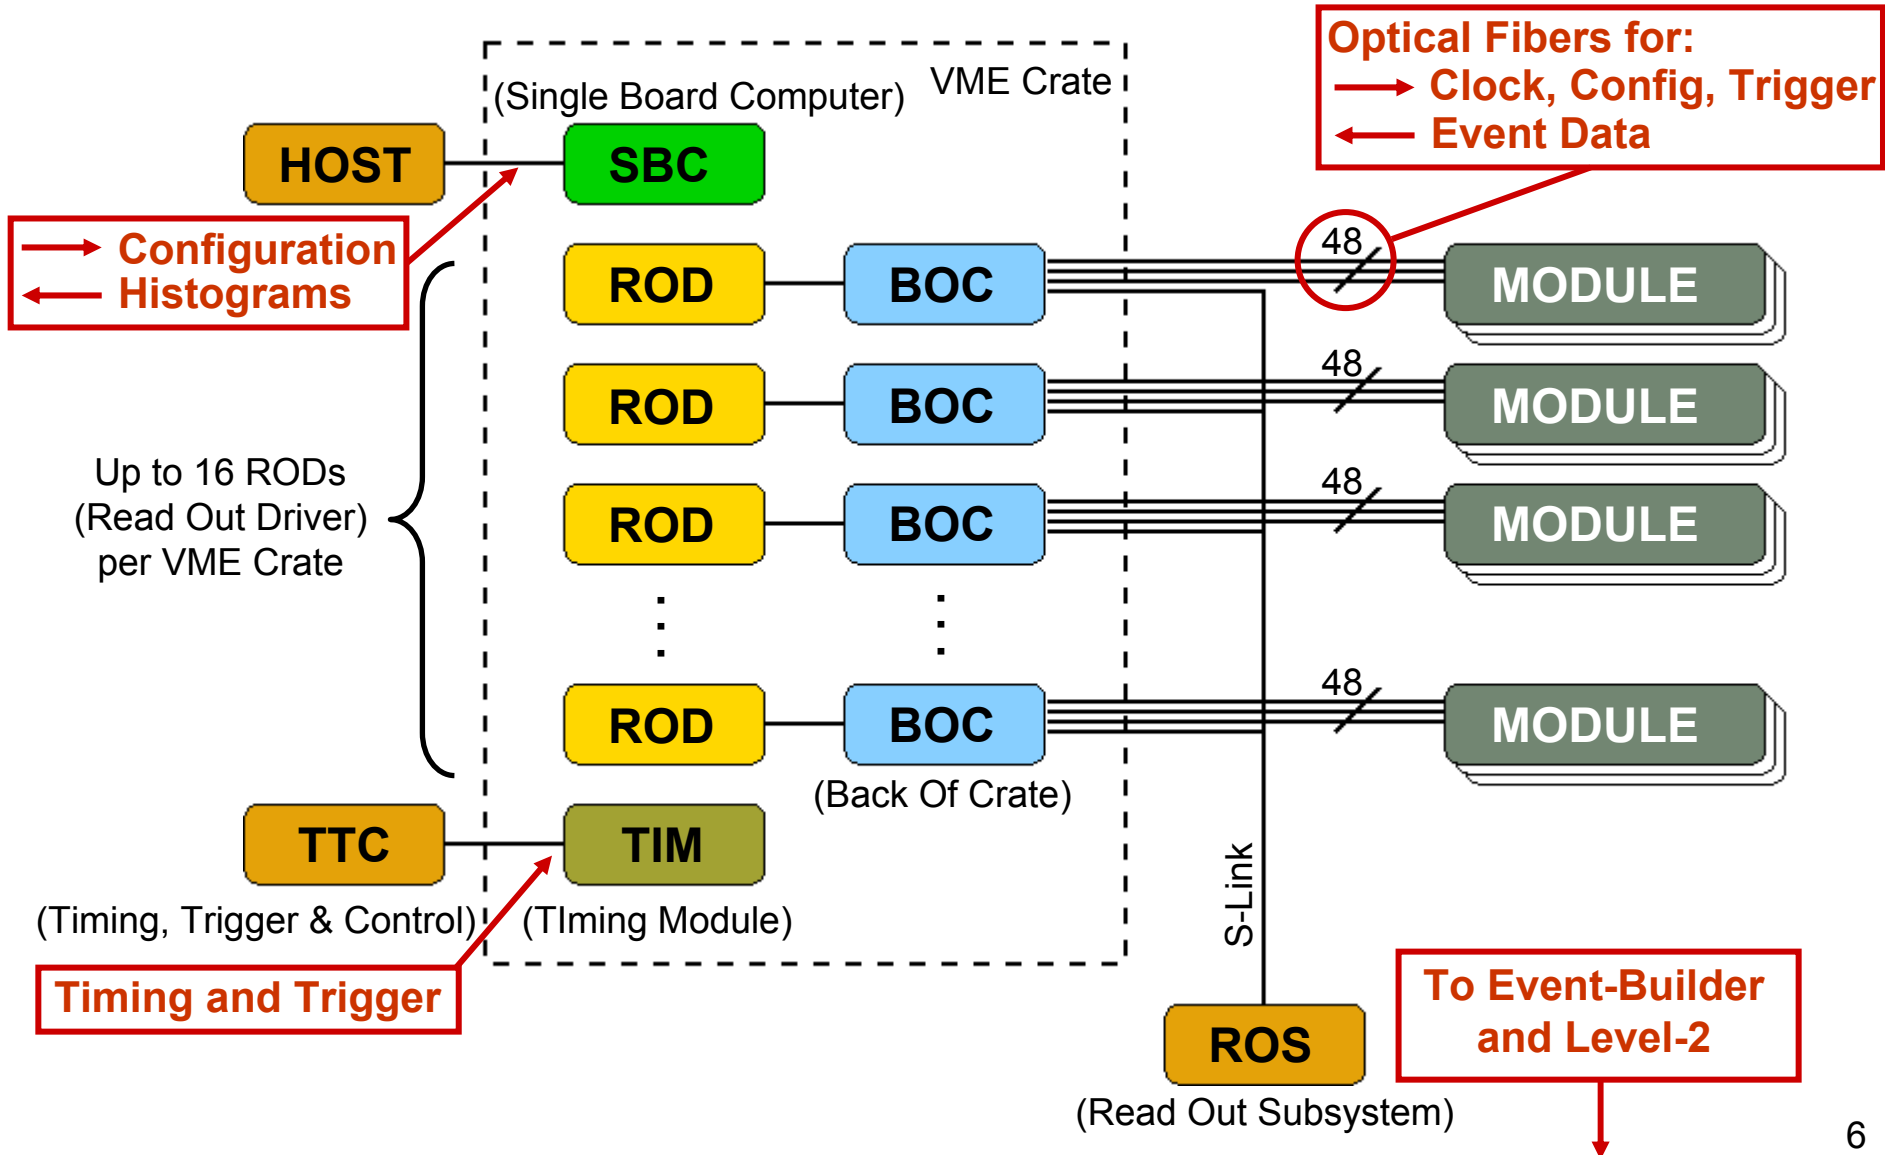 Optical Fibers for:
Clock, Config, Trigger
Event Data
VME Crate
(Single Board Computer)
HOST
SBC
Configuration
Histograms
ROD
BOC
48
MODULE
ROD
BOC
48
MODULE
Up to 16 RODs
(Read Out Driver)
per VME Crate
ROD
BOC
48
MODULE
ROD
BOC
48
MODULE
(Back Of Crate)
TTC
TIM
(Timing, Trigger & Control)
(TIming Module)
S-Link
Timing and Trigger
To Event-Builder
and Level-2
ROS
(Read Out Subsystem)
6